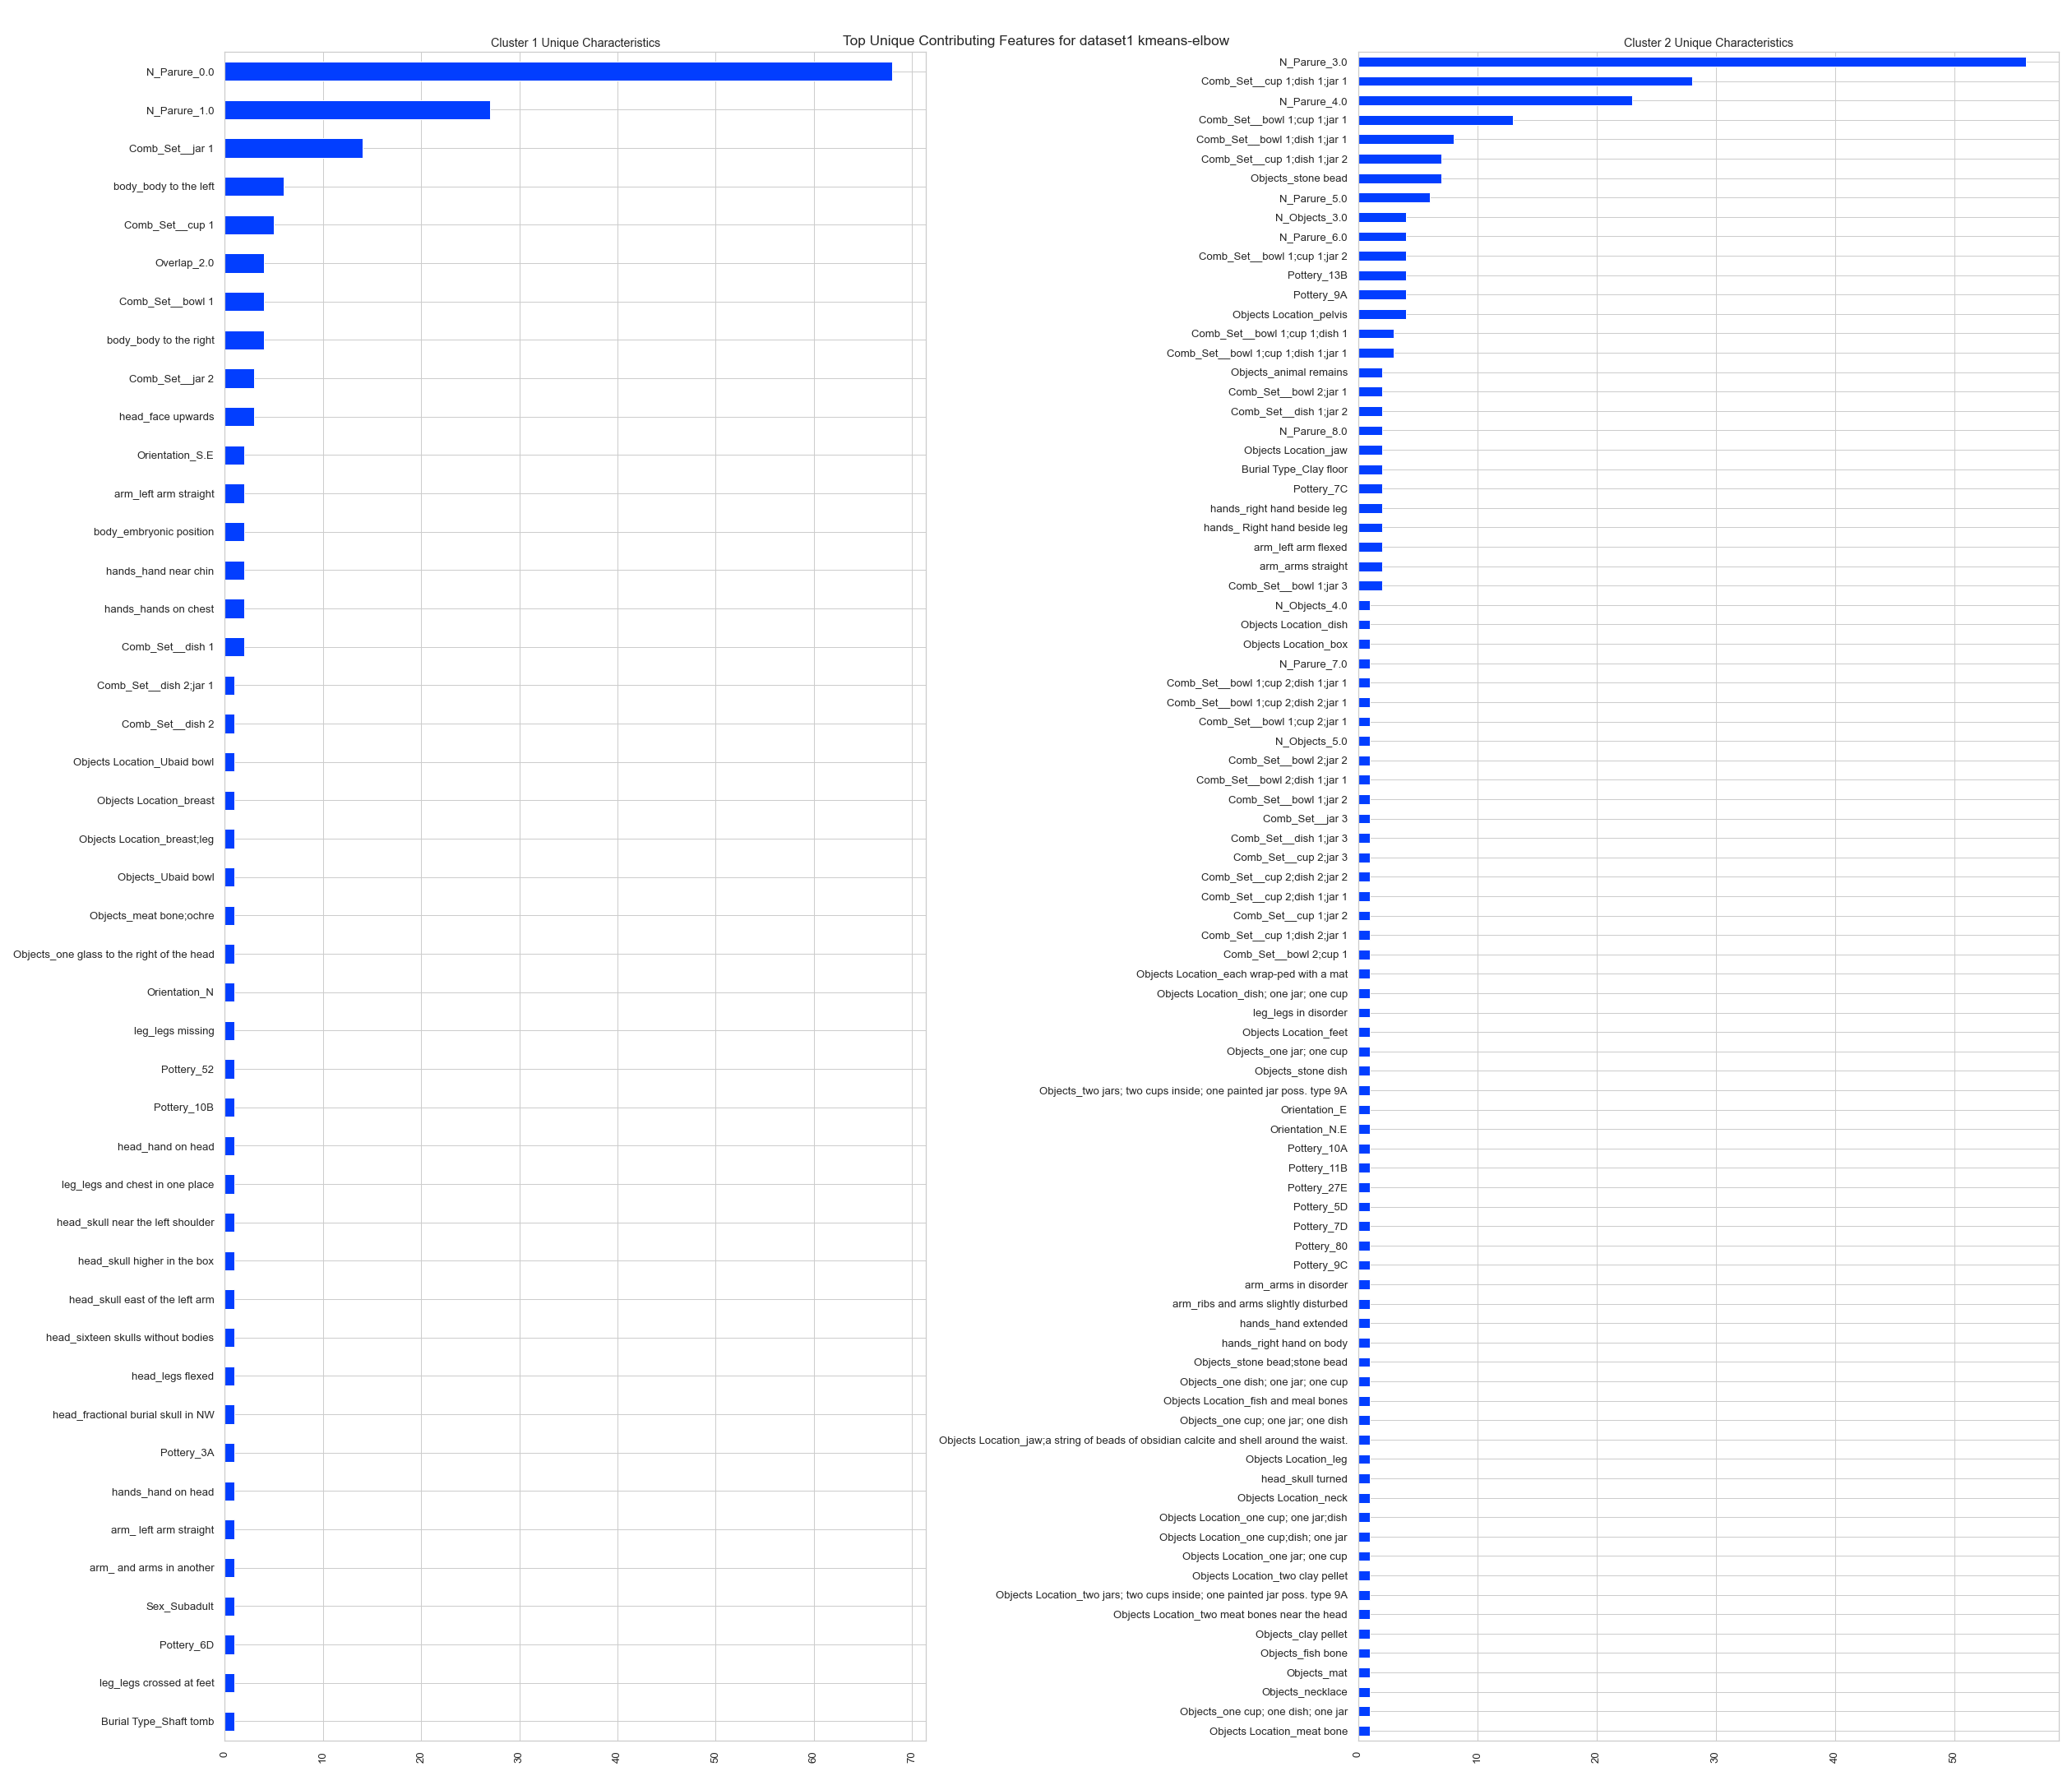 Top Unique Contributing Features for dataset1 kmeans-elbow
Cluster 1 Unique Characteristics
N_Parure_0.0
N_Parure_1.0
Comb_Set__jar 1
body_body to the left
Comb_Set__cup 1
Overlap_2.0
Comb_Set__bowl 1
body_body to the right
Comb_Set__jar 2
head_face upwards
Orientation_S.E
arm_left arm straight
body_embryonic position
hands_hand near chin
hands_hands on chest
Comb_Set__dish 1
Comb_Set__dish 2;jar 1
Comb_Set__dish 2
Objects Location_Ubaid bowl
Objects Location_breast
Objects Location_breast;leg
Objects_Ubaid bowl
Objects_meat bone;ochre
Objects_one glass to the right of the head
Orientation_N
leg_legs missing
Pottery_52
Pottery_10B
head_hand on head
leg_legs and chest in one place
head_skull near the left shoulder
head_skull higher in the box
head_skull east of the left arm
head_sixteen skulls without bodies
head_legs flexed
head_fractional burial skull in NW
Pottery_3A
hands_hand on head
arm_ left arm straight
arm_ and arms in another
Sex_Subadult
Pottery_6D
leg_legs crossed at feet
Burial Type_Shaft tomb
0 10 20 30 40 50 60 70
Cluster 2 Unique Characteristics
N_Parure_3.0
Comb_Set__cup 1;dish 1;jar 1
N_Parure_4.0
Comb_Set__bowl 1;cup 1;jar 1
Comb_Set__bowl 1;dish 1;jar 1
Comb_Set__cup 1;dish 1;jar 2
Objects_stone bead
N_Parure_5.0
N_Objects_3.0
N_Parure_6.0
Comb_Set__bowl 1;cup 1;jar 2
Pottery_13B
Pottery_9A
Objects Location_pelvis
Comb_Set__bowl 1;cup 1;dish 1
Comb_Set__bowl 1;cup 1;dish 1;jar 1
Objects_animal remains
Comb_Set__bowl 2;jar 1
Comb_Set__dish 1;jar 2
N_Parure_8.0
Objects Location_jaw
Burial Type_Clay floor
Pottery_7C
hands_right hand beside leg
hands_ Right hand beside leg
arm_left arm flexed
arm_arms straight
Comb_Set__bowl 1;jar 3
N_Objects_4.0
Objects Location_dish
Objects Location_box
N_Parure_7.0
Comb_Set__bowl 1;cup 2;dish 1;jar 1
Comb_Set__bowl 1;cup 2;dish 2;jar 1
Comb_Set__bowl 1;cup 2;jar 1
N_Objects_5.0
Comb_Set__bowl 2;jar 2
Comb_Set__bowl 2;dish 1;jar 1
Comb_Set__bowl 1;jar 2
Comb_Set__jar 3
Comb_Set__dish 1;jar 3
Comb_Set__cup 2;jar 3
Comb_Set__cup 2;dish 2;jar 2
Comb_Set__cup 2;dish 1;jar 1
Comb_Set__cup 1;jar 2
Comb_Set__cup 1;dish 2;jar 1
Comb_Set__bowl 2;cup 1
Objects Location_each wrap-ped with a mat
Objects Location_dish; one jar; one cup
leg_legs in disorder
Objects Location_feet
Objects_one jar; one cup
Objects_stone dish
Objects_two jars; two cups inside; one painted jar poss. type 9A
Orientation_E
Orientation_N.E
Pottery_10A
Pottery_11B
Pottery_27E
Pottery_5D
Pottery_7D
Pottery_80
Pottery_9C
arm_arms in disorder
arm_ribs and arms slightly disturbed
hands_hand extended
hands_right hand on body
Objects_stone bead;stone bead
Objects_one dish; one jar; one cup
Objects Location_fish and meal bones
Objects_one cup; one jar; one dish
Objects Location_jaw;a string of beads of obsidian calcite and shell around the waist.
Objects Location_leg
head_skull turned
Objects Location_neck
Objects Location_one cup; one jar;dish
Objects Location_one cup;dish; one jar
Objects Location_one jar; one cup
Objects Location_two clay pellet
Objects Location_two jars; two cups inside; one painted jar poss. type 9A
Objects Location_two meat bones near the head
Objects_clay pellet
Objects_fish bone
Objects_mat
Objects_necklace
Objects_one cup; one dish; one jar
Objects Location_meat bone
0 10 20 30 40 50